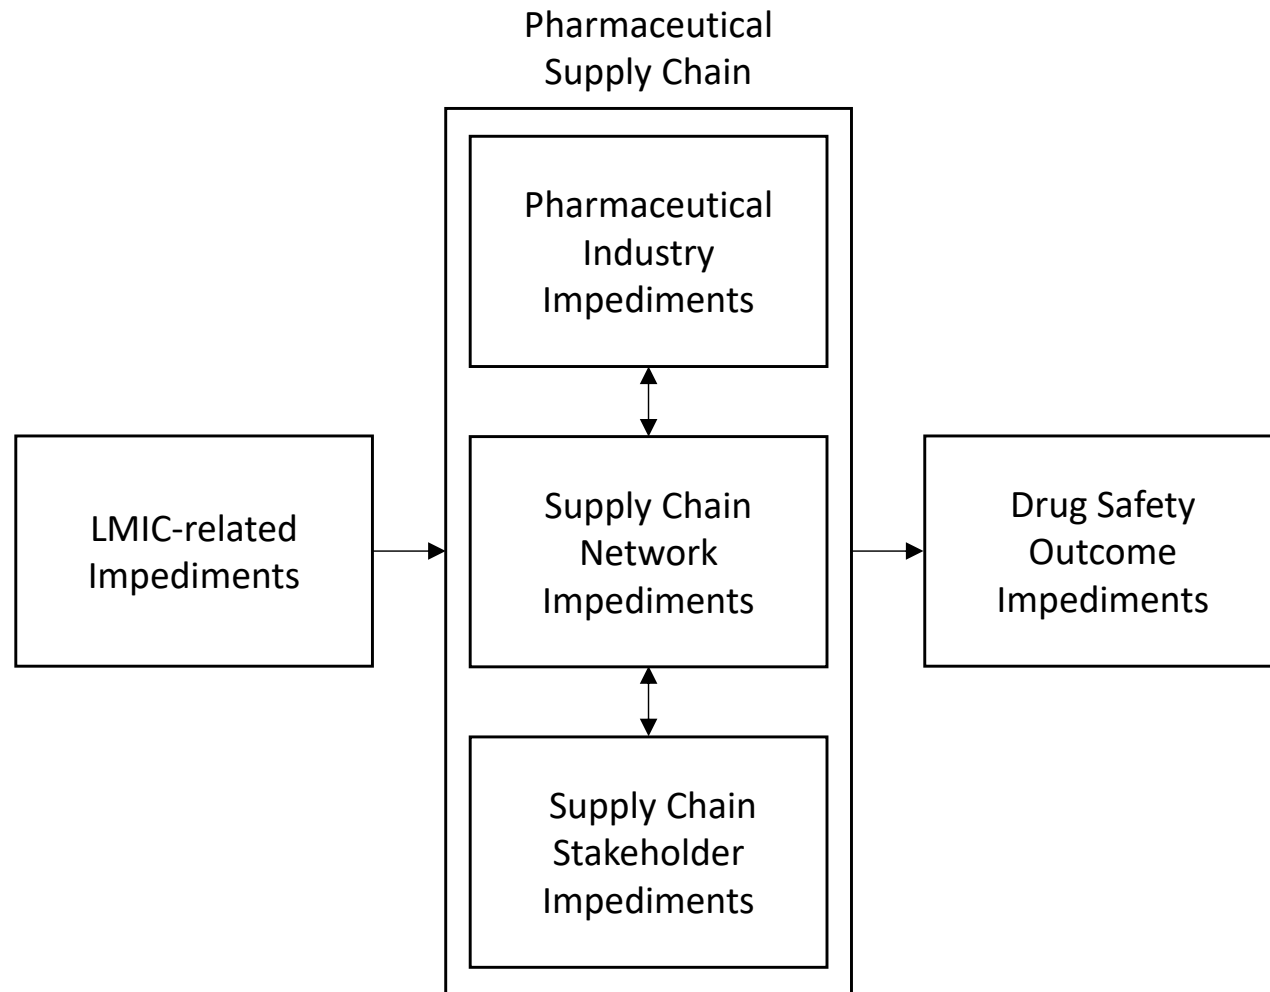 Pharmaceutical
Supply Chain
Pharmaceutical
Industry
Impediments
LMIC-related
Impediments
Supply Chain
Network
Impediments
Drug Safety
Outcome
Impediments
Supply Chain
Stakeholder
Impediments